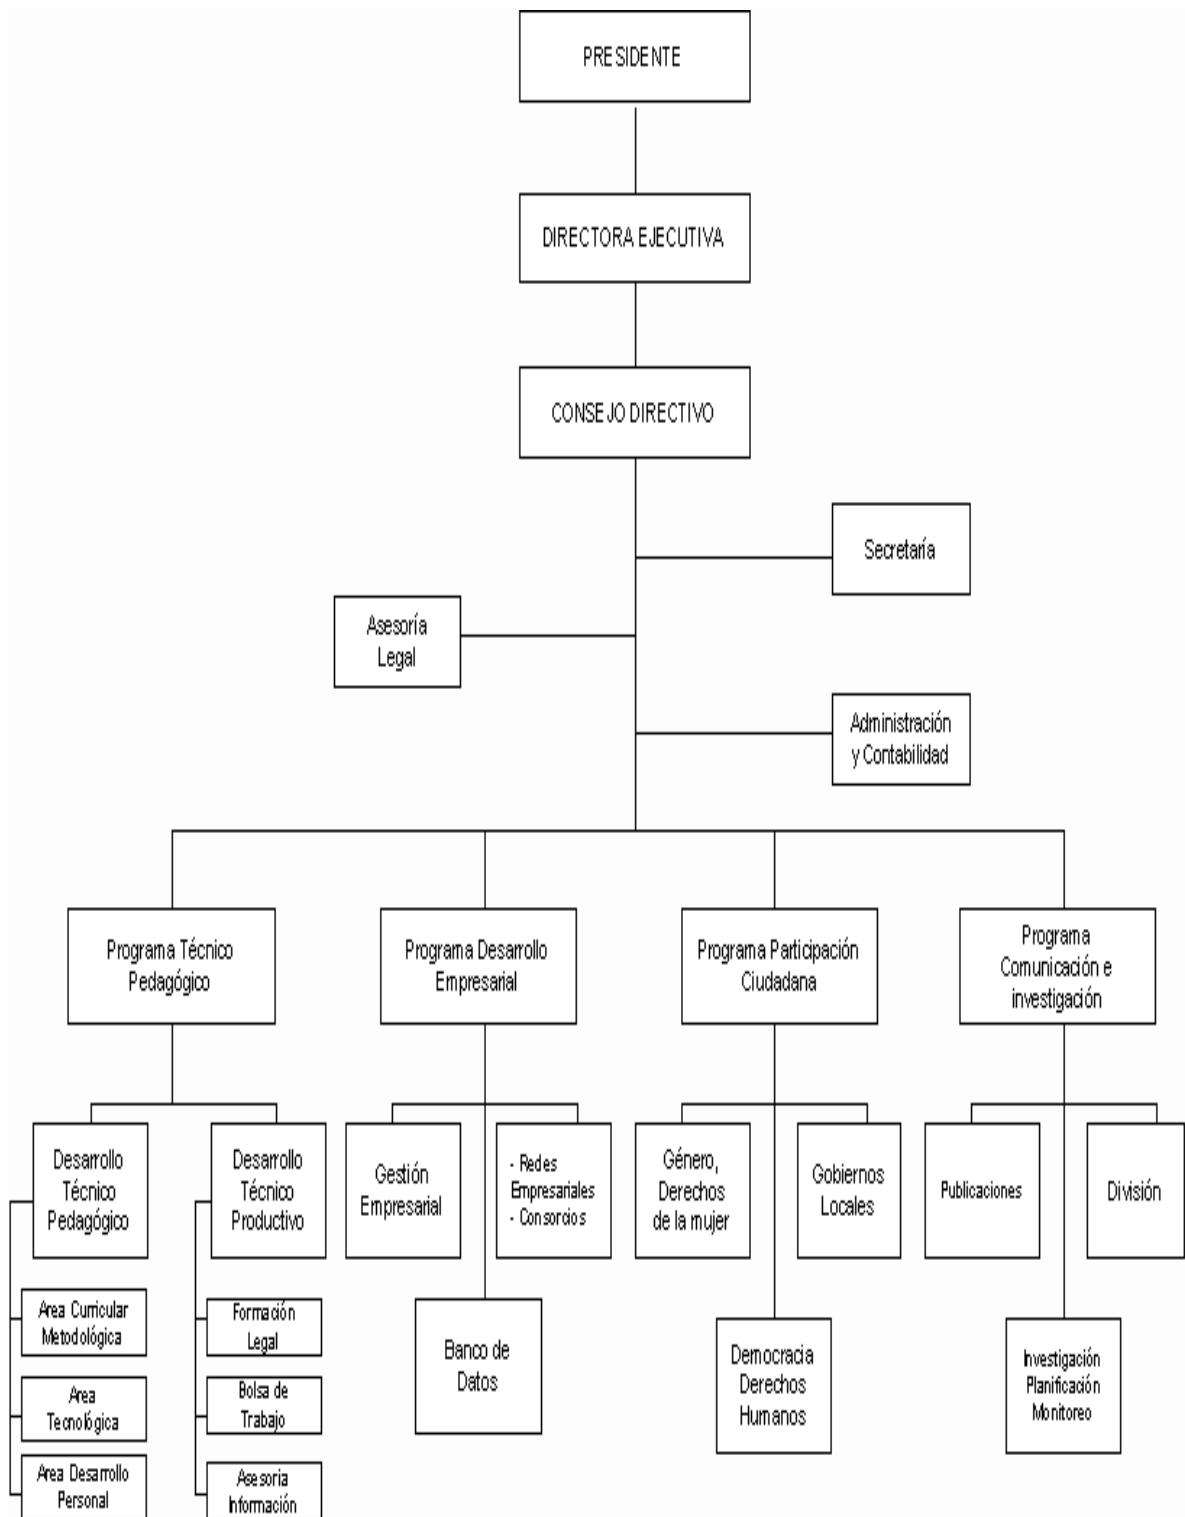 PRESIDENTE
DIRECTORA EJECUTIVA
CONSEJO DIRECTIVO
Secretaría
Asesoría
Legal
Administración
y Contabilidad
Programa Técnico
Pedagógico
Programa Desarrollo
Empresarial
Programa Participación
Ciudadana
Programa
Comunicación e
investigación
Desarrollo
Técnico
Pedagógico
Desarrollo
Técnico
Productivo
Gestión
Empresarial
- Redes
Empresariales
- Consorcios
Género,
Derechos
de la mujer
Gobiernos
Locales
Publicaciones
División
Area Curricular
Metodológica
Area
Tecnológica
Area Desarrollo
Personal
Formación
Legal
Bolsa de
Trabajo
Asesoria
Información
Banco de
Datos
Democracia
Derechos
Humanos
Investigación
Planificación
Monitoreo